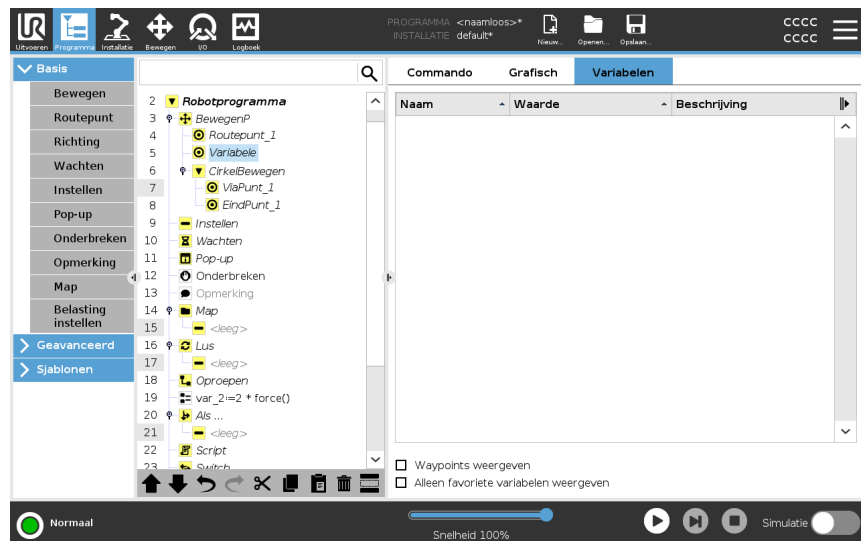 UR
PROGRAMMA <naamloos>*
INSTALLATIE default*
CCCC
CCCC
Uitvoeren Programma Installatie Bewegen I/O Logboek
Nieuw... Openen... Opslaan...
Basis
Bewegen
Routepunt
Richting
Wachten
Instellen
Pop-up
Onderbreken
Opmerking
Map
Belasting
instellen
Geavanceerd
Sjablonen
2 Robotprogramma
3 BewegenP
4 Routepunt_1
5 Variabele
6 CirkelBewegen
7 ViaPunt_1
8 EindPunt_1
9 Instellen
10 Wachten
11 Pop-up
12 Onderbreken
13 Opmerking
14 Map
15 <leeg>
16 Lus
17 <leeg>
18 Oproepen
19 var_2:=2 * force()
20 Als ...
21 <leeg>
22 Script
23 Switch
Commando Grafisch Variabelen
Naam Waarde Beschrijving
Waypoints weergeven
Alleen favoriete variabelen weergeven
Normaal
Snelheid 100%
Simulatie